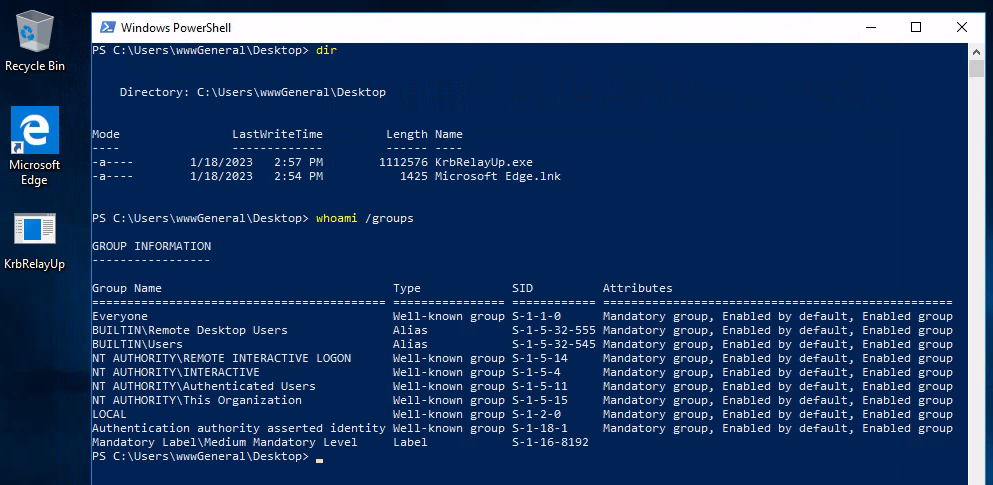 Recycle Bin
Microsoft
Edge
KrbRelayUp
Windows PowerShell
PS C:\Users\wwwGeneral\Desktop> dir
Directory: C:\Users\wwwGeneral\Desktop
Mode LastWriteTime Length Name
---- ------------- ------ ----
-a---- 1/18/2023 2:57 PM 1112576 KrbRelayUp.exe
-a---- 1/18/2023 2:54 PM 1425 Microsoft Edge.lnk
PS C:\Users\wwwGeneral\Desktop> whoami /groups
GROUP INFORMATION
-----------------
Group Name Type SID Attributes
========================================== ================ ============ ==================================================
Everyone Well-known group S-1-1-0 Mandatory group, Enabled by default, Enabled group
BUILTIN\Remote Desktop Users Alias S-1-5-32-555 Mandatory group, Enabled by default, Enabled group
BUILTIN\Users Alias S-1-5-32-545 Mandatory group, Enabled by default, Enabled group
NT AUTHORITY\REMOTE INTERACTIVE LOGON Well-known group S-1-5-14 Mandatory group, Enabled by default, Enabled group
NT AUTHORITY\INTERACTIVE Well-known group S-1-5-4 Mandatory group, Enabled by default, Enabled group
NT AUTHORITY\Authenticated Users Well-known group S-1-5-11 Mandatory group, Enabled by default, Enabled group
NT AUTHORITY\This Organization Well-known group S-1-5-15 Mandatory group, Enabled by default, Enabled group
LOCAL Well-known group S-1-2-0 Mandatory group, Enabled by default, Enabled group
Authentication authority asserted identity Well-known group S-1-18-1 Mandatory group, Enabled by default, Enabled group
Mandatory Label\Medium Mandatory Level Label S-1-16-8192
PS C:\Users\wwwGeneral\Desktop> _